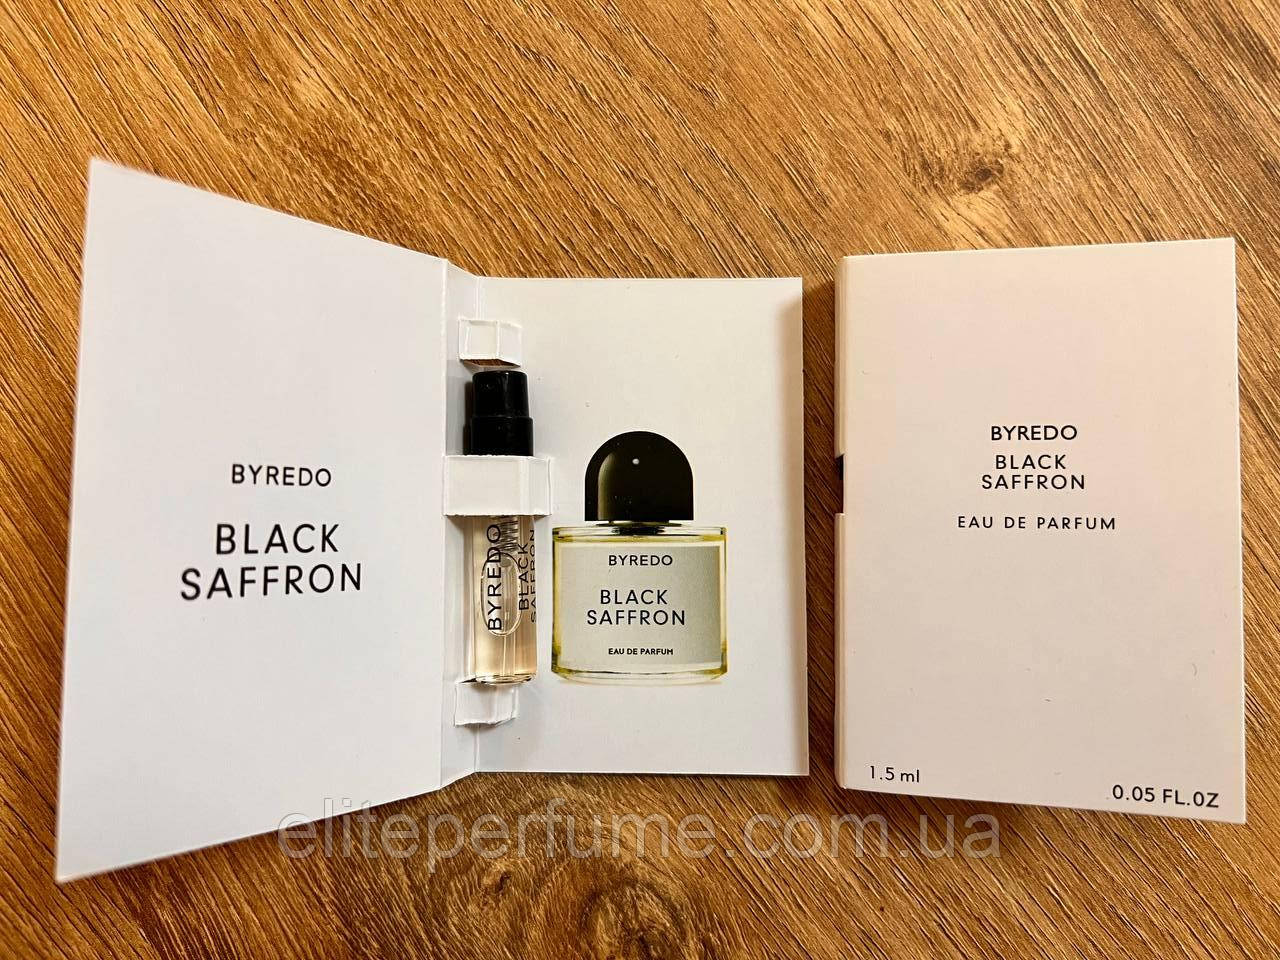 BYREDO
BLACK
SAFFRON
BYREDO
BLACK
SAFFRON
BYREDO
BLACK
SAFFRON
EAU DE PARFUM
BYREDO
BLACK
SAFFRON
EAU DE PARFUM
1.5 ml
0.05 FL.OZ
eliteperfume.com.ua